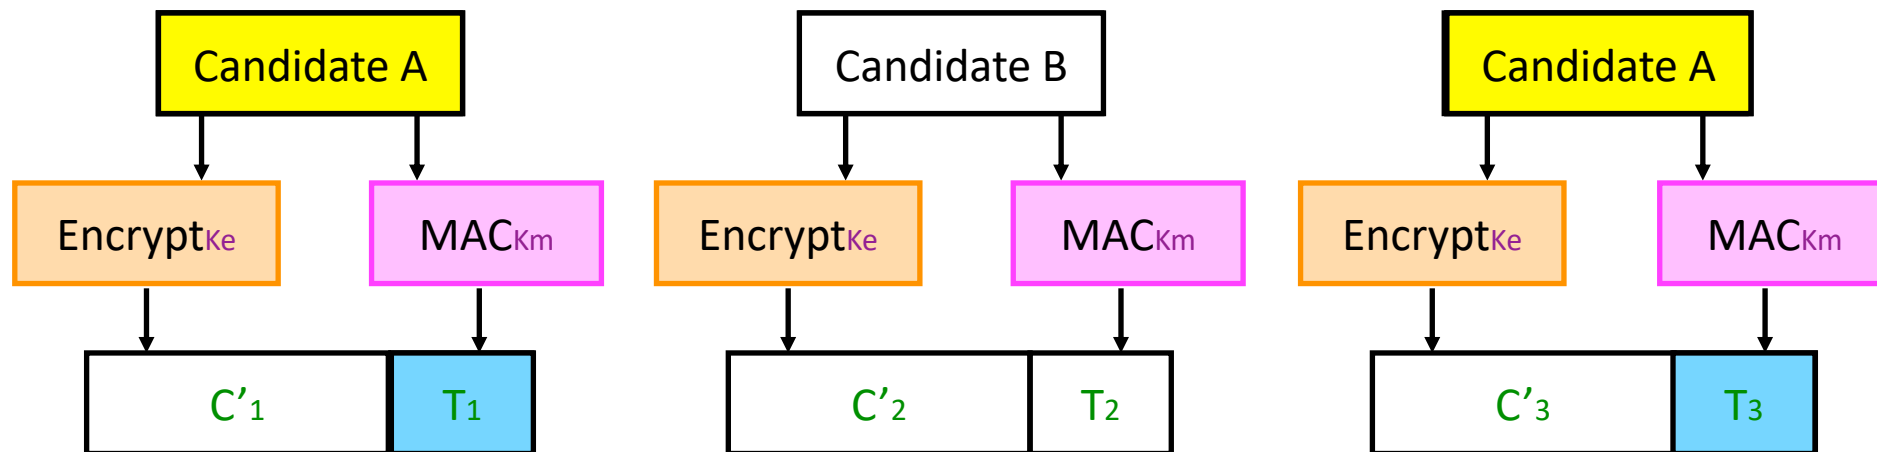 Candidate A
Candidate B
Candidate A
EncryptKe
MACKm
EncryptKe
MACKm
EncryptKe
MACKm
C’1
T1
C’2
T2
C’3
T3